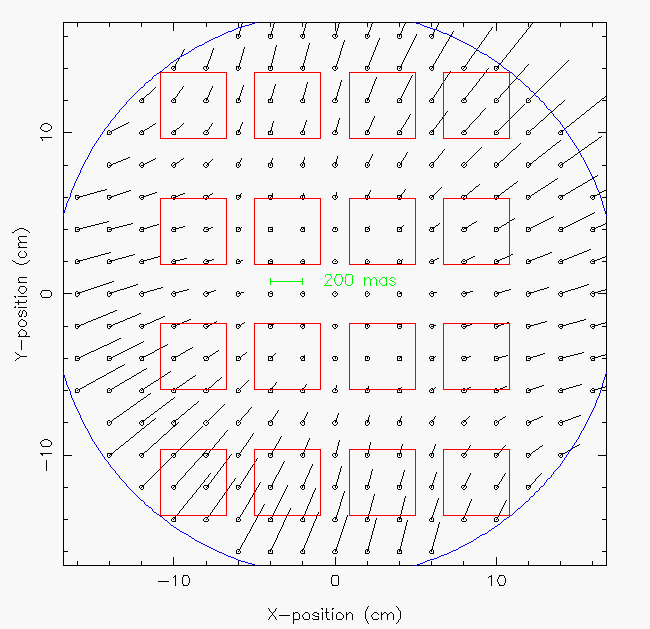 10
Y-position (cm)
200 mas
0
−10
−10 0 10
X-position (cm)